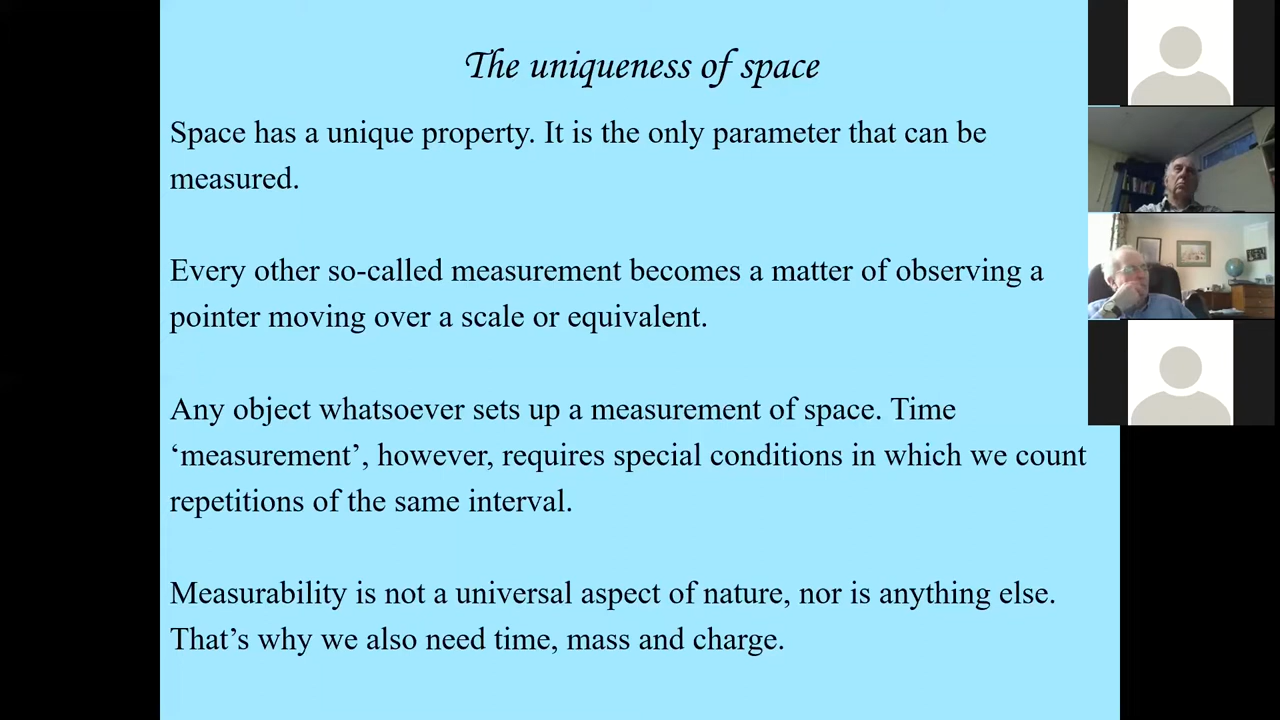 The uniqueness of space
Space has a unique property. It is the only parameter that can be
measured.
Every other so-called measurement becomes a matter of observing a
pointer moving over a scale or equivalent.
Any object whatsoever sets up a measurement of space. Time
‘measurement’, however, requires special conditions in which we count
repetitions of the same interval.
Measurability is not a universal aspect of nature, nor is anything else.
That’s why we also need time, mass and charge.